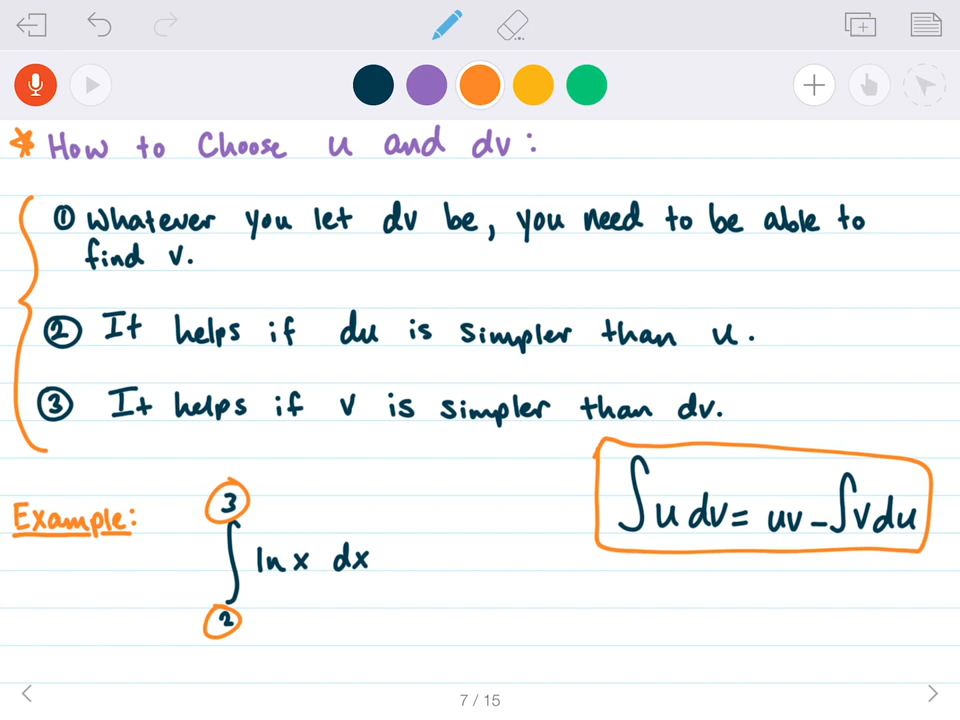 * How to Choose u and dv:
① Whatever you let dv be, you need to be able to
find v.
② It helps if du is simpler than u.
③ It helps if v is simpler than dv.
∫u dv = uv - ∫v du
Example:
3
∫ ln x dx
2
7 / 15